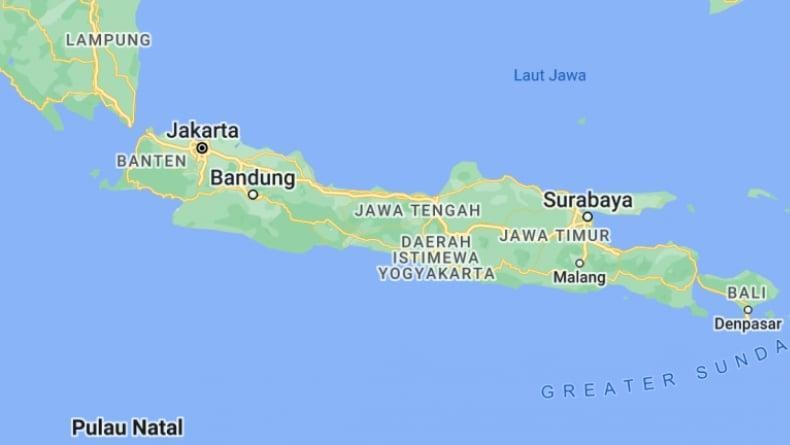 LAMPUNG
Laut Jawa
Jakarta
BANTEN
Bandung
Surabaya
JAWA TENGAH
JAWA TIMUR
DAERAH
ISTIMEWA
YOGYAKARTA
Malang
BALI
Denpasar
GREATER SUNDA
Pulau Natal